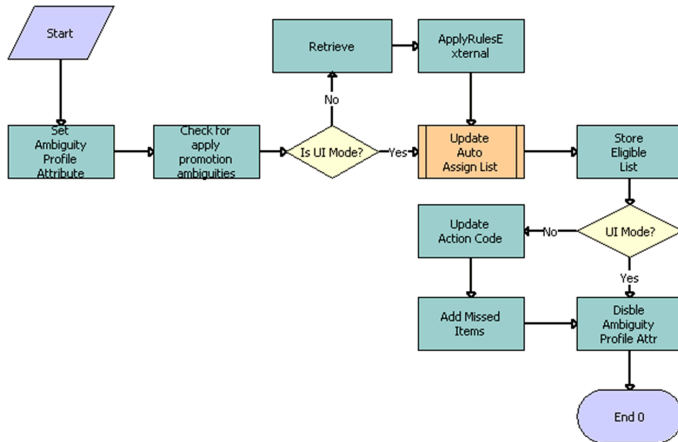 Start
Retrieve
ApplyRulesE
xternal
No
Set
Ambiguity
Profile
Attribute
Check for
apply
promotion
ambiguities
Is UI Mode?
Yes
Update
Auto
Assign List
Store
Eligible
List
Update
Action Code
No
UI Mode?
Yes
Add Missed
Items
Disble
Ambiguity
Profile Attr
End 0